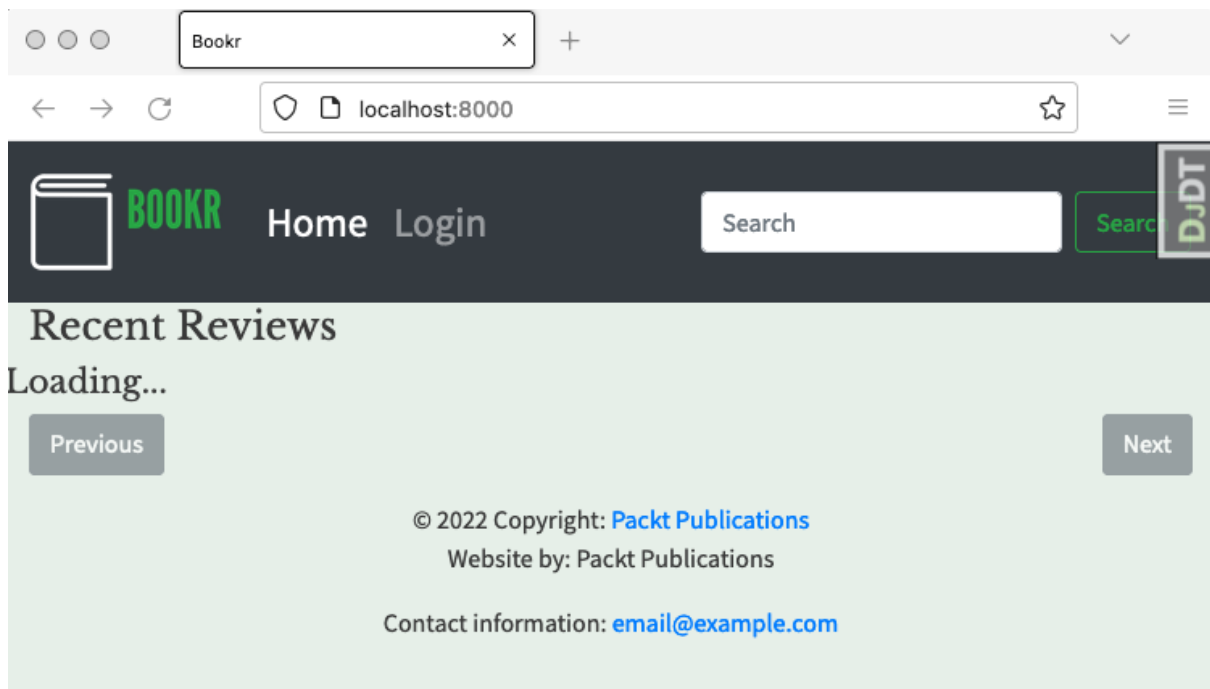 Bookr
localhost:8000
BOOKR Home Login Search Search DJDT
Recent Reviews
Loading...
Previous Next
© 2022 Copyright: Packt Publications
Website by: Packt Publications
Contact information: email@example.com